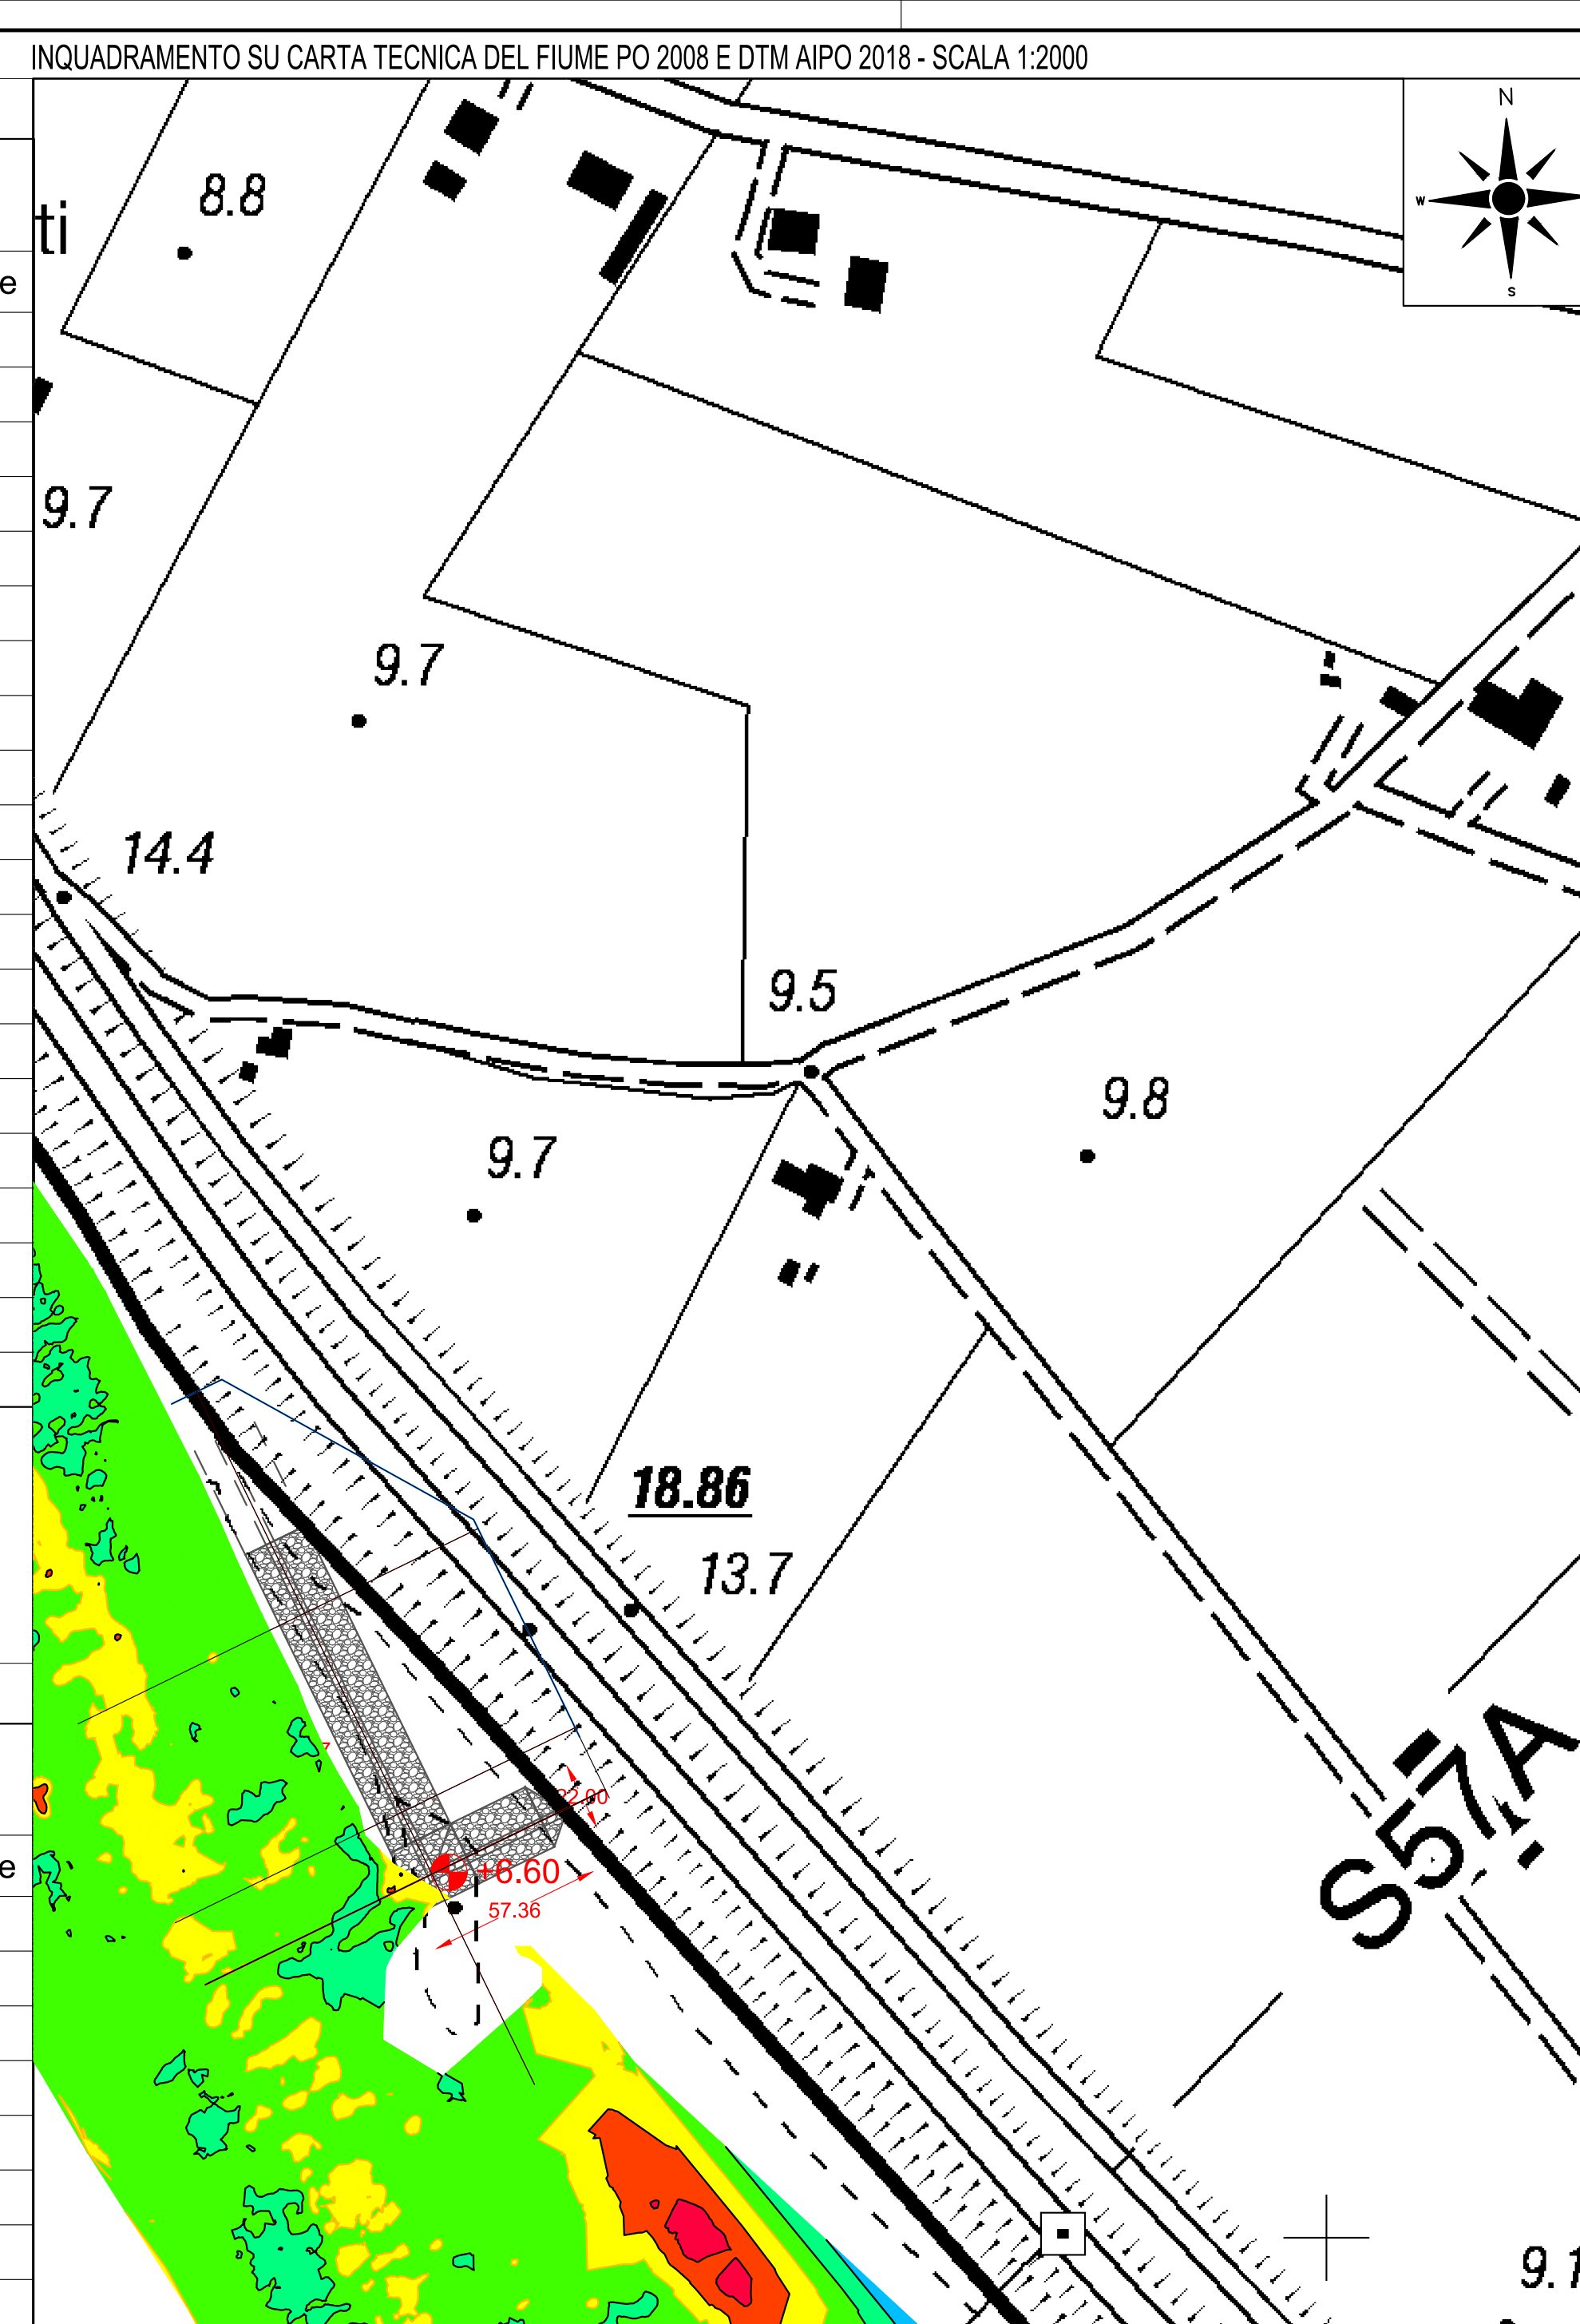 INQUADRAMENTO SU CARTA TECNICA DEL FIUME PO 2008 E DTM AIPO 2018 - SCALA 1:2000
N
W
S
8.8
ti
e
9.7
9.7
14.4
9.5
9.8
9.7
18.86
13.7
S57A
22.00
e
+6.60
57.36
9.1